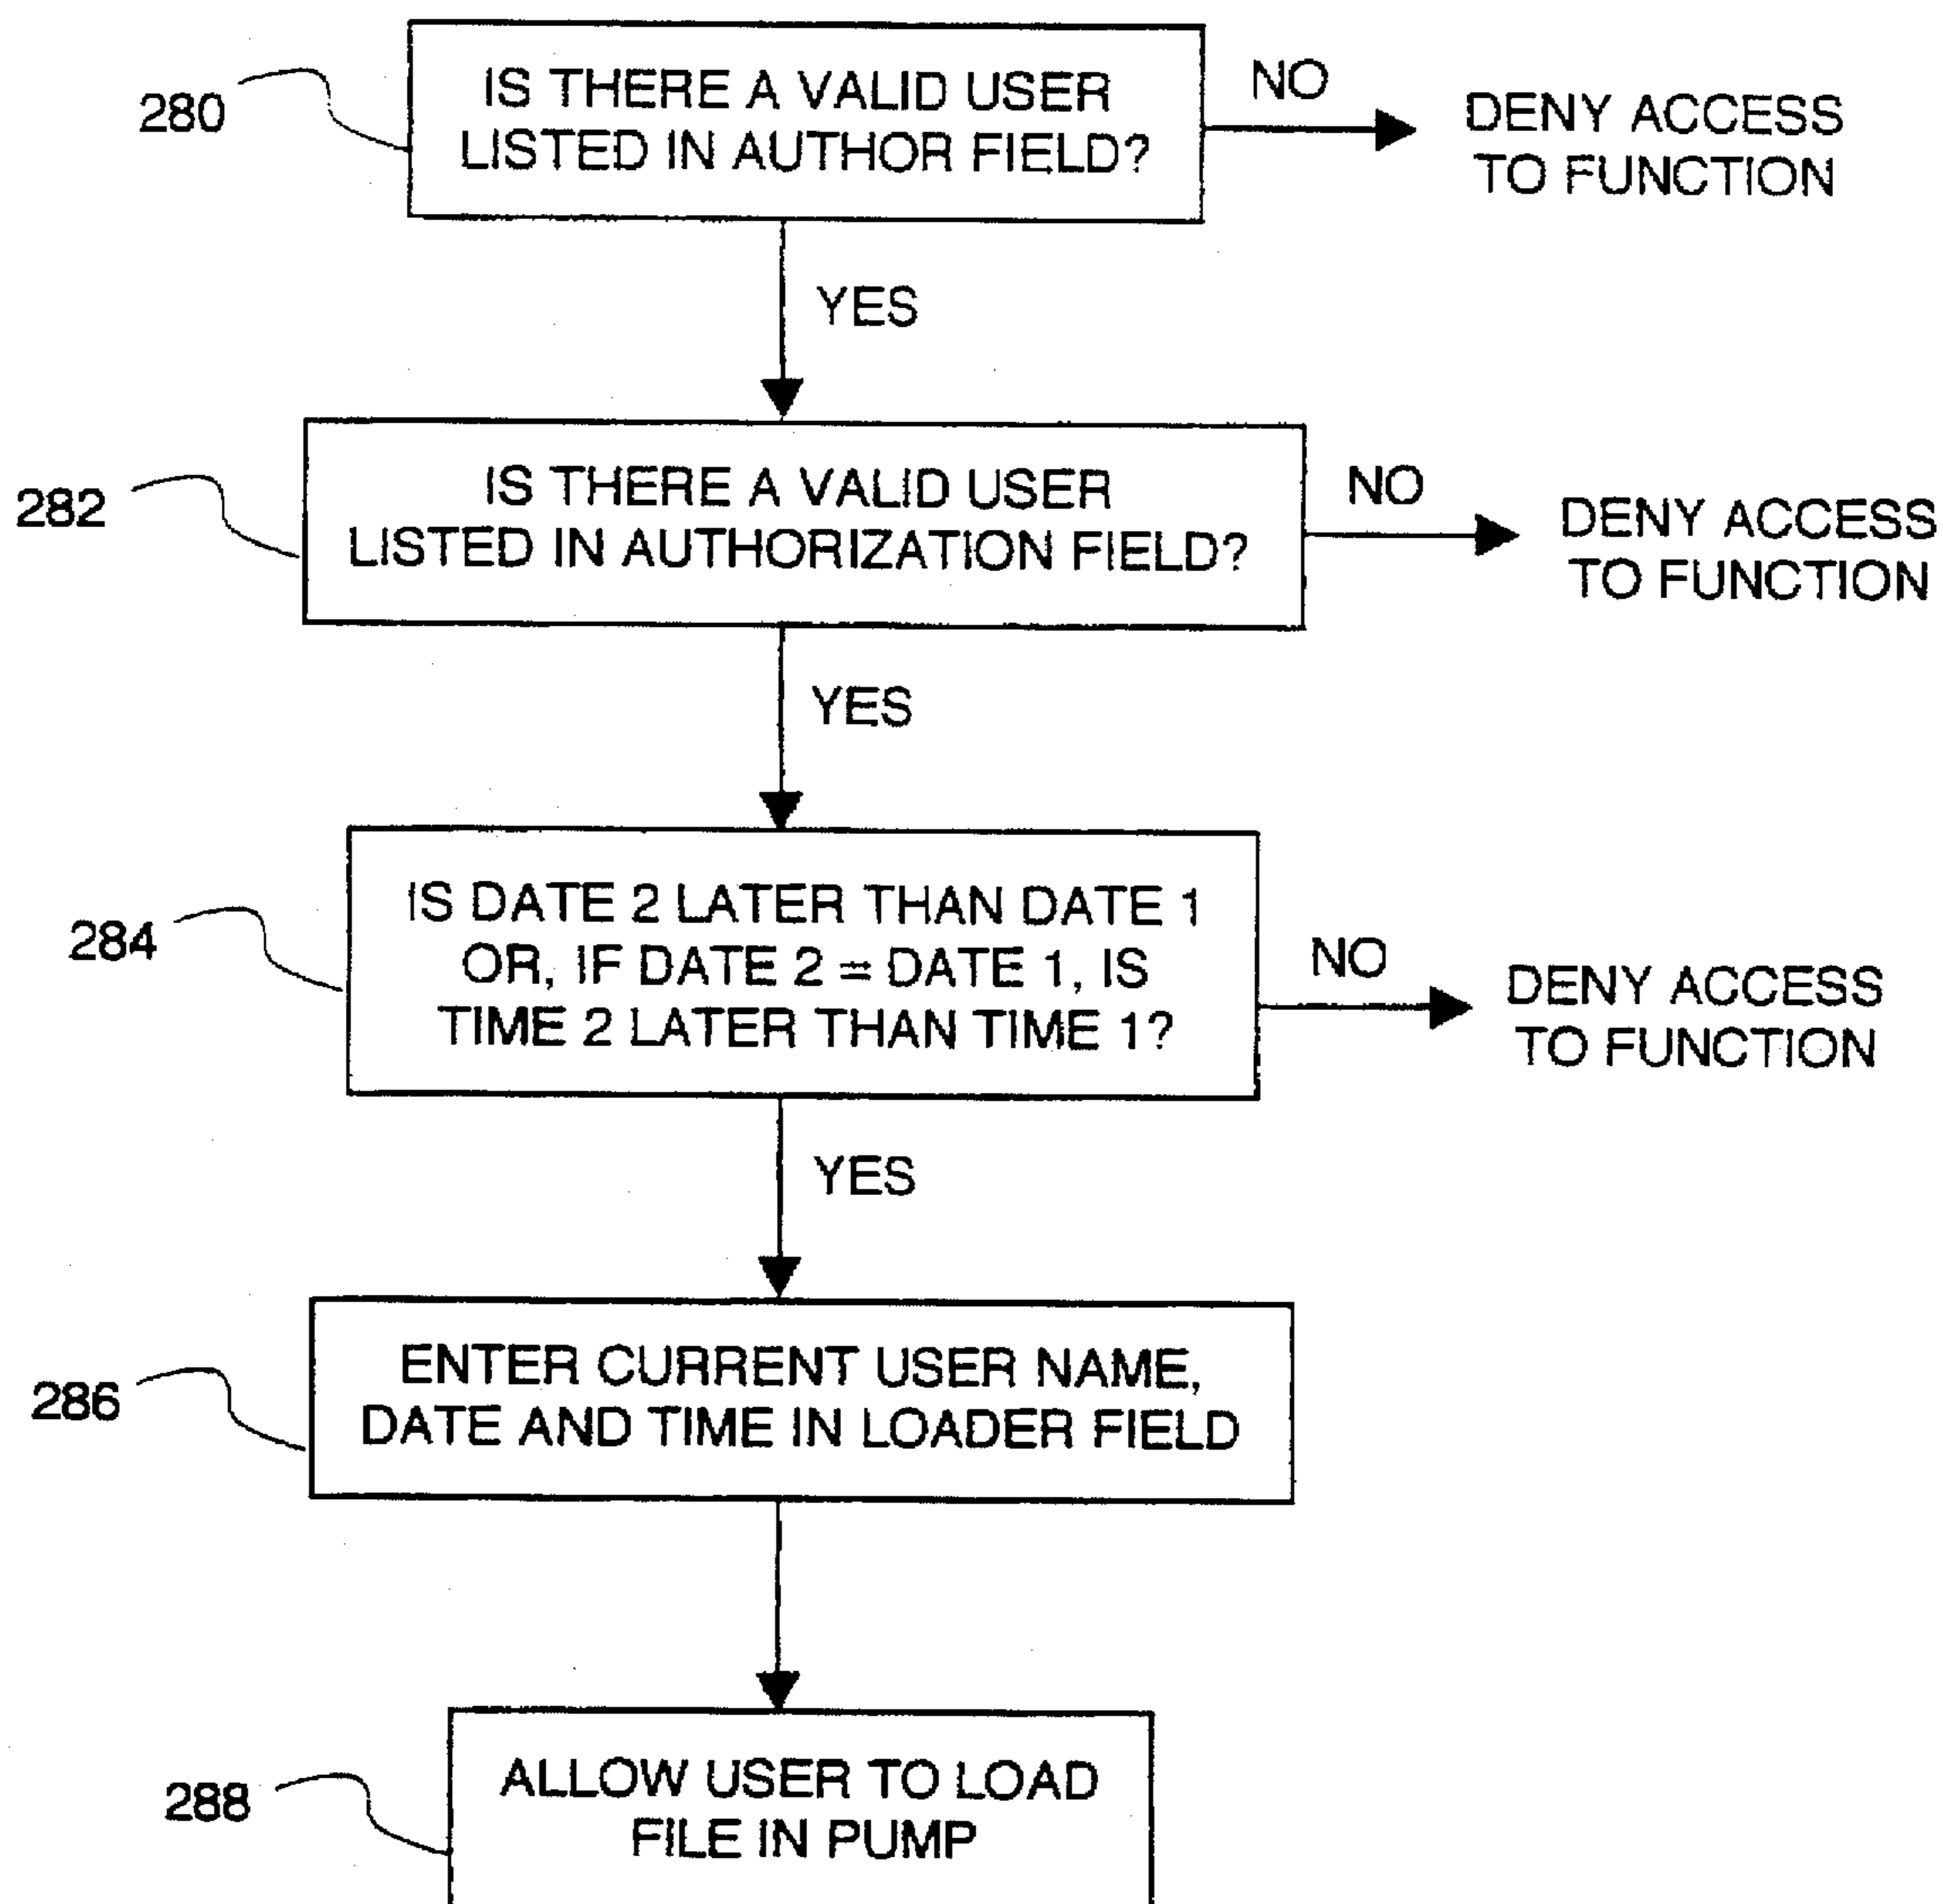 280
IS THERE A VALID USER
LISTED IN AUTHOR FIELD?
NO
DENY ACCESS
TO FUNCTION
YES
282
IS THERE A VALID USER
LISTED IN AUTHORIZATION FIELD?
NO
DENY ACCESS
TO FUNCTION
YES
284
IS DATE 2 LATER THAN DATE 1
OR, IF DATE 2 = DATE 1, IS
TIME 2 LATER THAN TIME 1?
NO
DENY ACCESS
TO FUNCTION
YES
286
ENTER CURRENT USER NAME,
DATE AND TIME IN LOADER FIELD
288
ALLOW USER TO LOAD
FILE IN PUMP